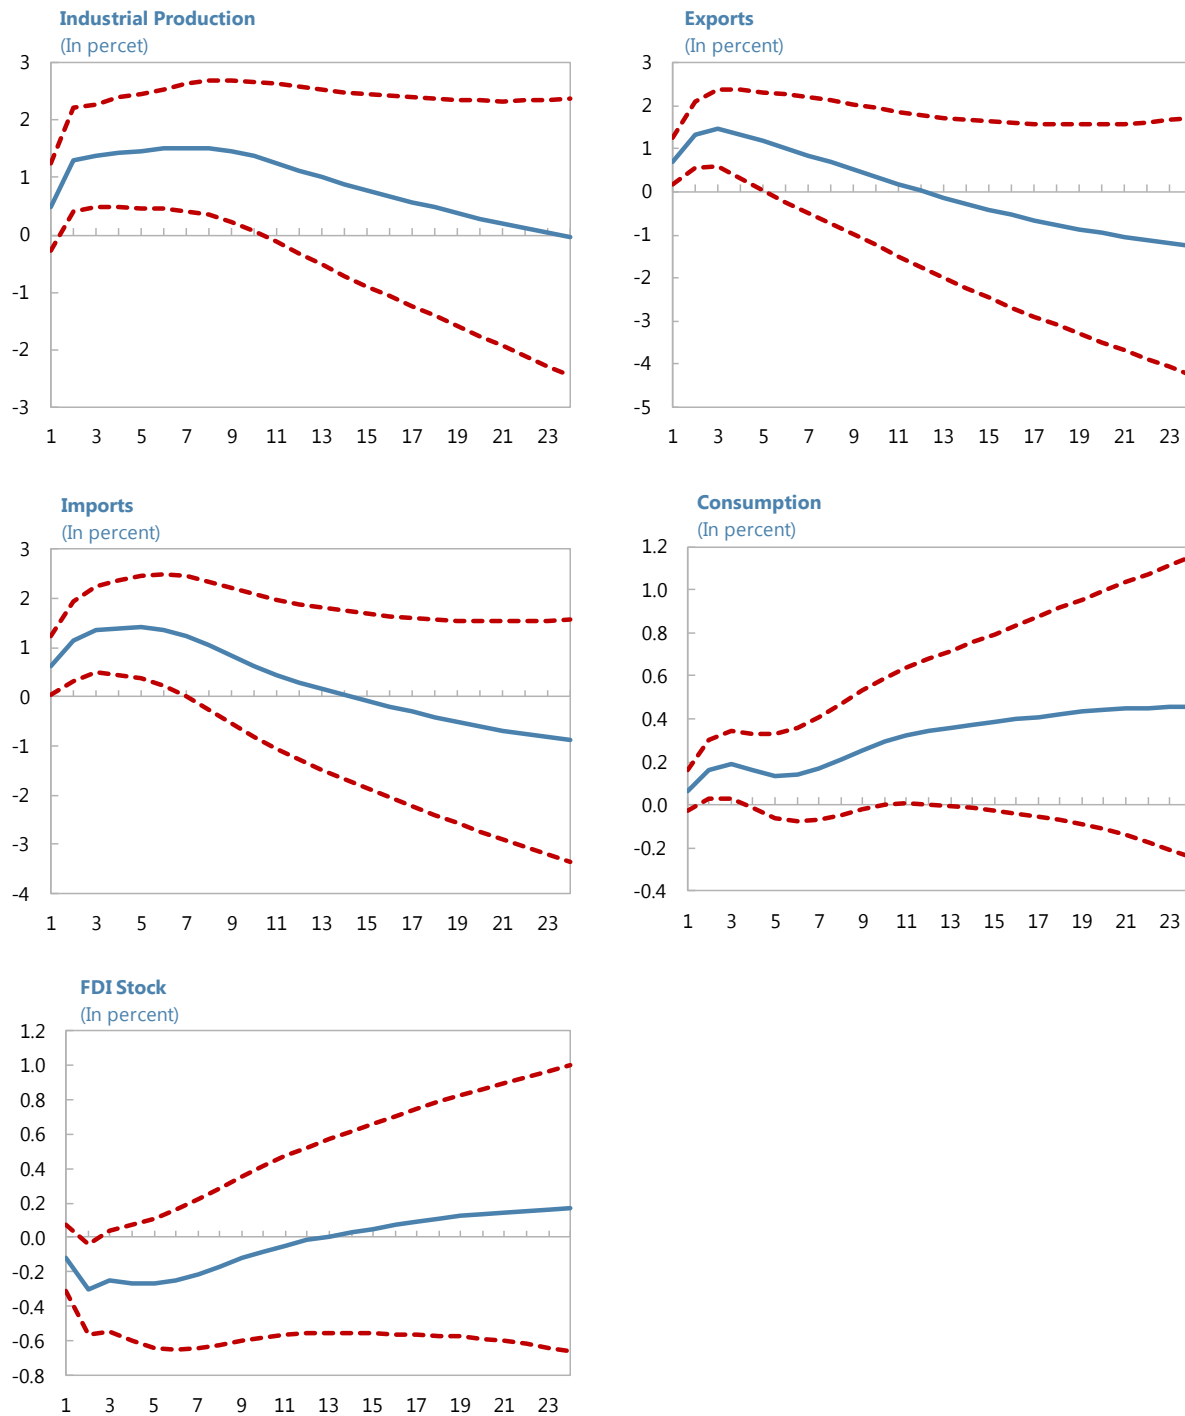 Industrial Production
(In percet)
3
2
1
0
-1
-2
-3
1 3 5 7 9 11 13 15 17 19 21 23
Exports
(In percent)
3
2
1
0
-1
-2
-3
-4
-5
1 3 5 7 9 11 13 15 17 19 21 23
Imports
(In percent)
3
2
1
0
-1
-2
-3
-4
1 3 5 7 9 11 13 15 17 19 21 23
Consumption
(In percent)
1.2
1.0
0.8
0.6
0.4
0.2
0.0
-0.2
-0.4
1 3 5 7 9 11 13 15 17 19 21 23
FDI Stock
(In percent)
1.2
1.0
0.8
0.6
0.4
0.2
0.0
-0.2
-0.4
-0.6
-0.8
1 3 5 7 9 11 13 15 17 19 21 23